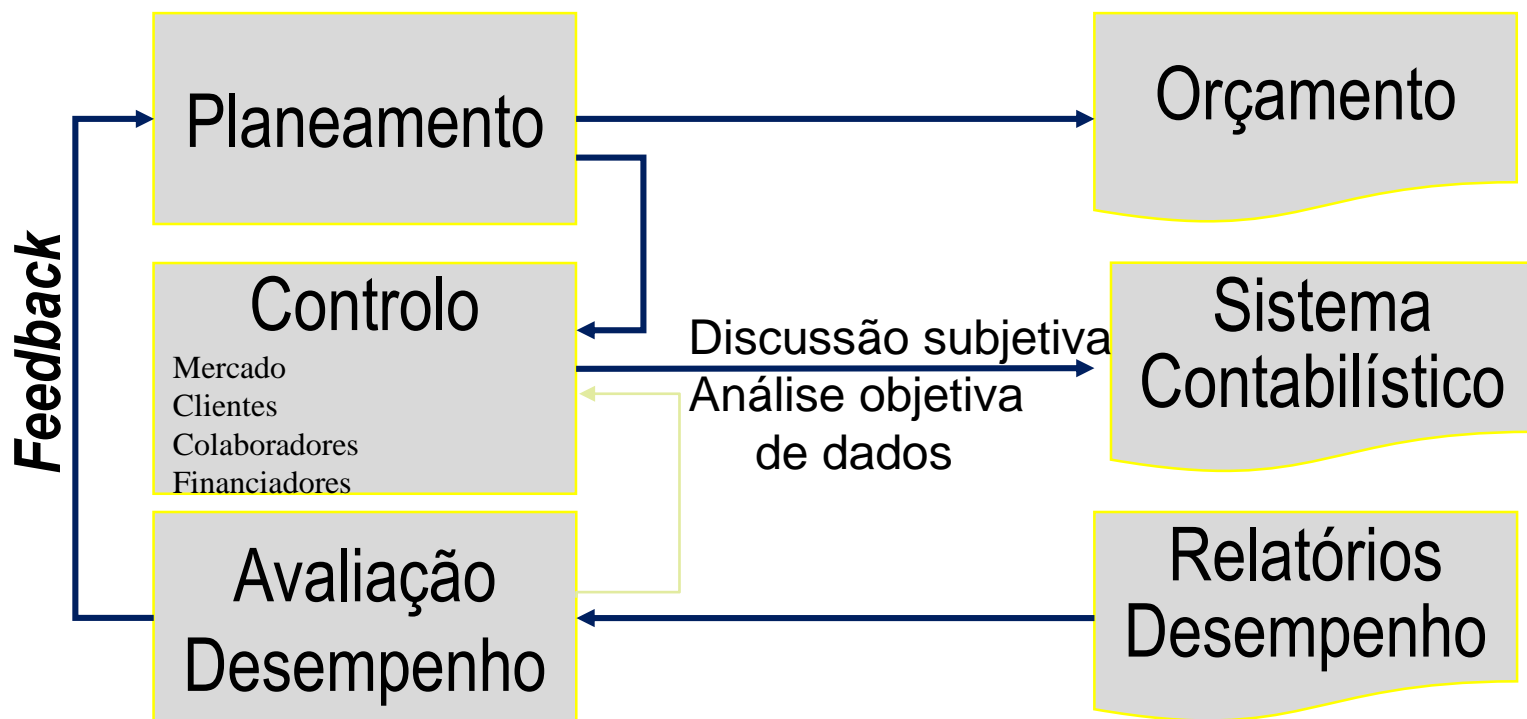 Planeamento
Orçamento
Feedback
Controlo
Mercado
Clientes
Colaboradores
Financiadores
Discussão subjetiva
Análise objetiva
de dados
Sistema
Contabilístico
Avaliação
Desempenho
Relatórios
Desempenho